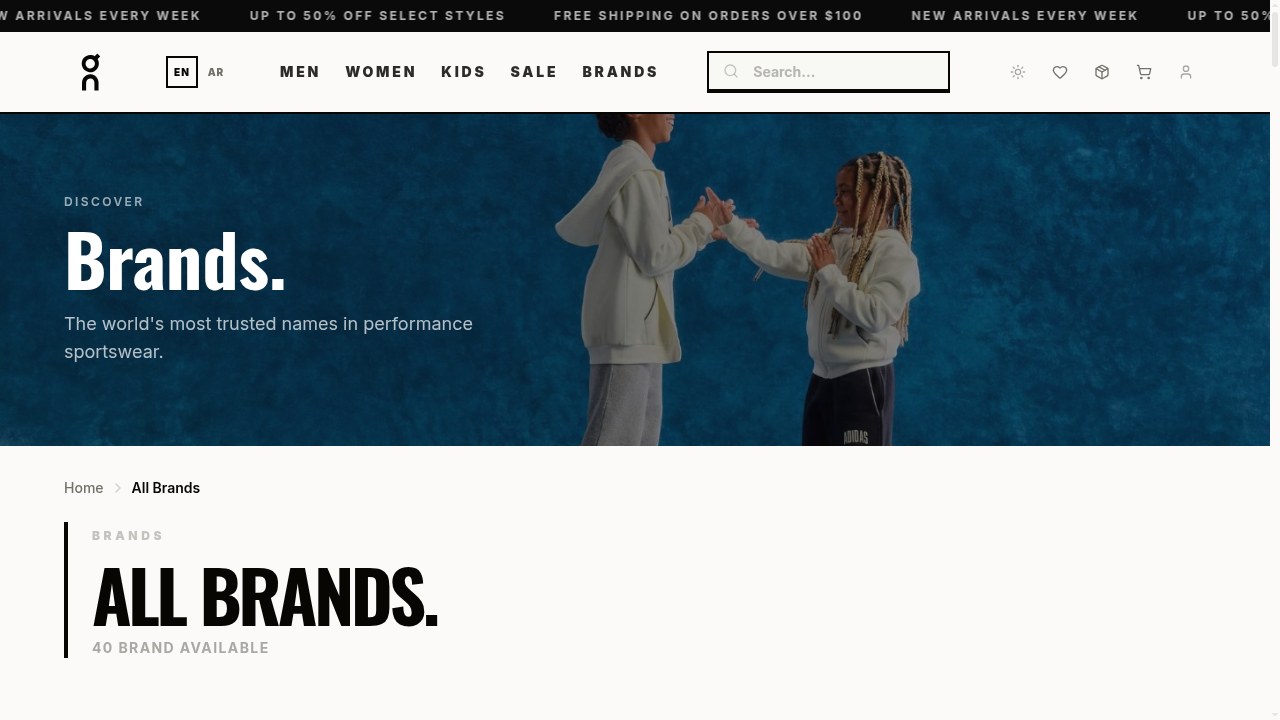 W ARRIVALS EVERY WEEK UP TO 50% OFF SELECT STYLES FREE SHIPPING ON ORDERS OVER $100 NEW ARRIVALS EVERY WEEK UP TO 50%
EN AR MEN WOMEN KIDS SALE BRANDS Search...
DISCOVER
Brands.
The world's most trusted names in performance
sportswear.
ADIDAS
Home All Brands
BRANDS
ALL BRANDS.
40 BRAND AVAILABLE